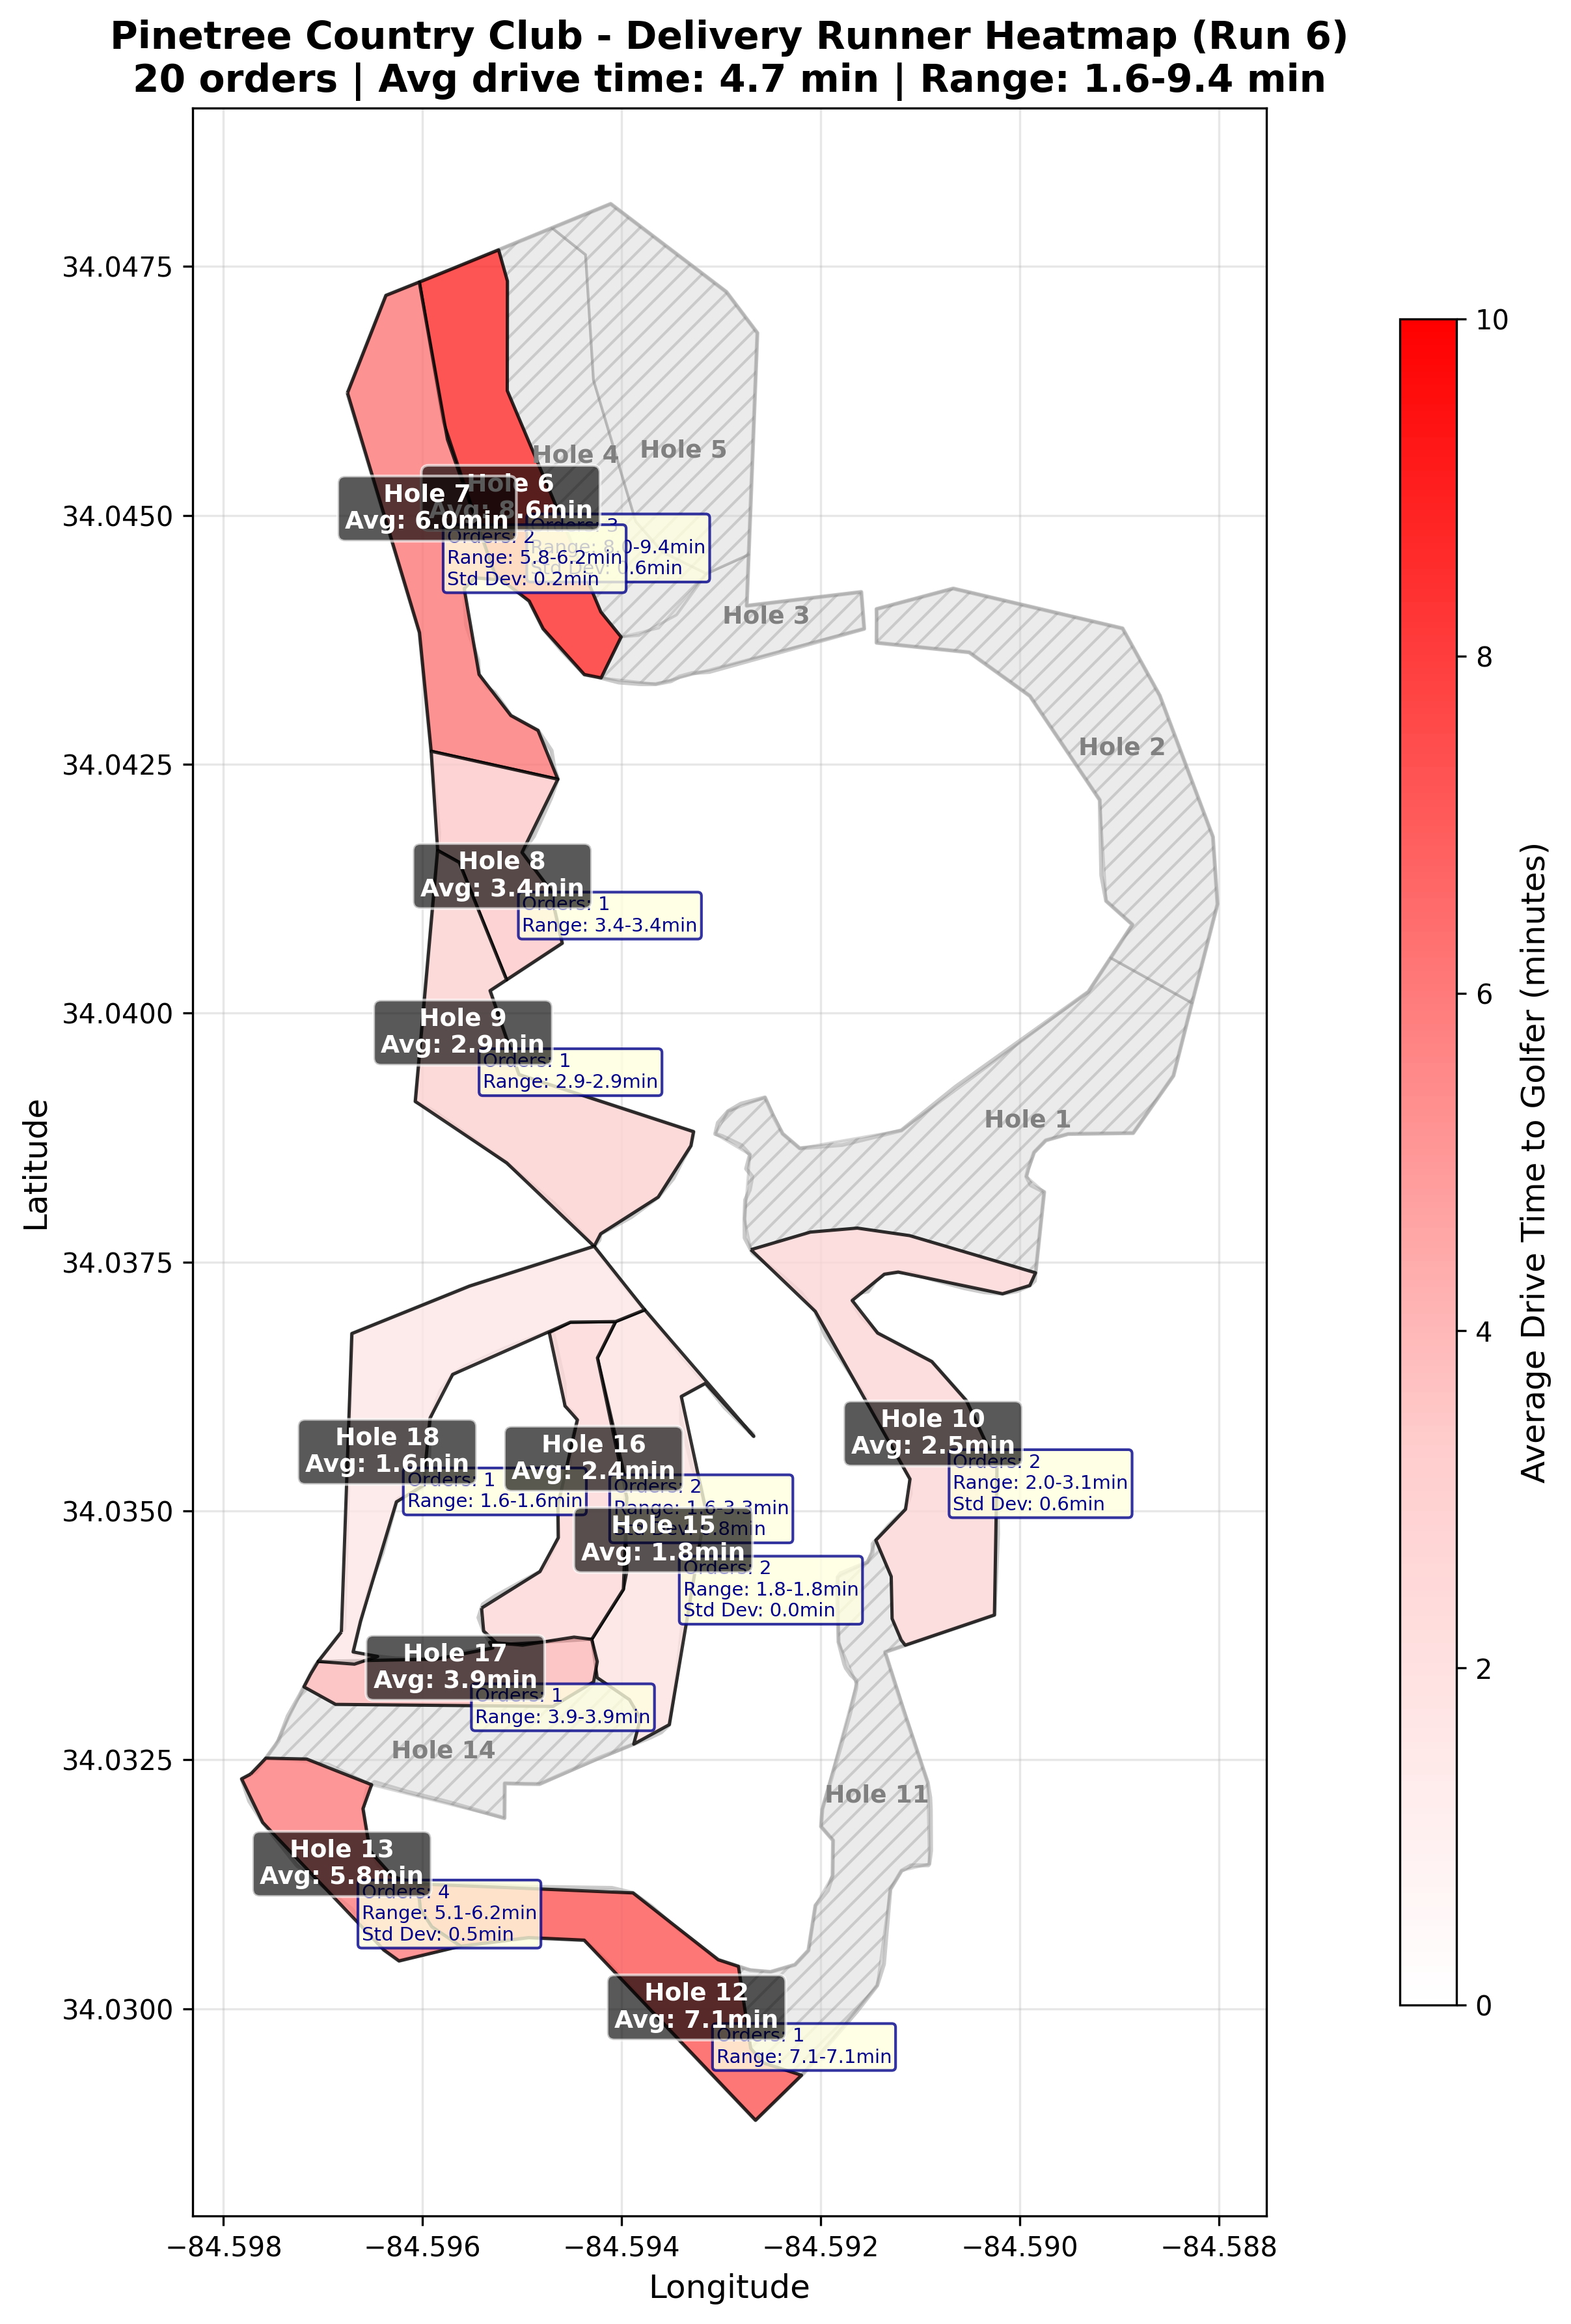 Pinetree Country Club - Delivery Runner Heatmap (Run 6)
20 orders | Avg drive time: 4.7 min | Range: 1.6-9.4 min
34.0475
34.0450
34.0425
34.0400
34.0375
34.0350
34.0325
34.0300
Latitude
−84.598
−84.596
−84.594
−84.592
−84.590
−84.588
Longitude
10
8
6
4
2
0
Average Drive Time to Golfer (minutes)
Hole 4
Hole 5
Hole 6
Avg: 8.6min
Orders: 3
Range: 8.0-9.4min
Std Dev: 0.6min
Hole 7
Avg: 6.0min
Orders: 2
Range: 5.8-6.2min
Std Dev: 0.2min
Hole 3
Hole 2
Hole 8
Avg: 3.4min
Orders: 1
Range: 3.4-3.4min
Hole 9
Avg: 2.9min
Orders: 1
Range: 2.9-2.9min
Hole 1
Hole 10
Avg: 2.5min
Orders: 2
Range: 2.0-3.1min
Std Dev: 0.6min
Hole 18
Avg: 1.6min
Orders: 1
Range: 1.6-1.6min
Hole 16
Avg: 2.4min
Orders: 2
Range: 1.6-3.3min
Std Dev: 0.8min
Hole 15
Avg: 1.8min
Orders: 2
Range: 1.8-1.8min
Std Dev: 0.0min
Hole 17
Avg: 3.9min
Orders: 1
Range: 3.9-3.9min
Hole 14
Hole 11
Hole 13
Avg: 5.8min
Orders: 4
Range: 5.1-6.2min
Std Dev: 0.5min
Hole 12
Avg: 7.1min
Orders: 1
Range: 7.1-7.1min